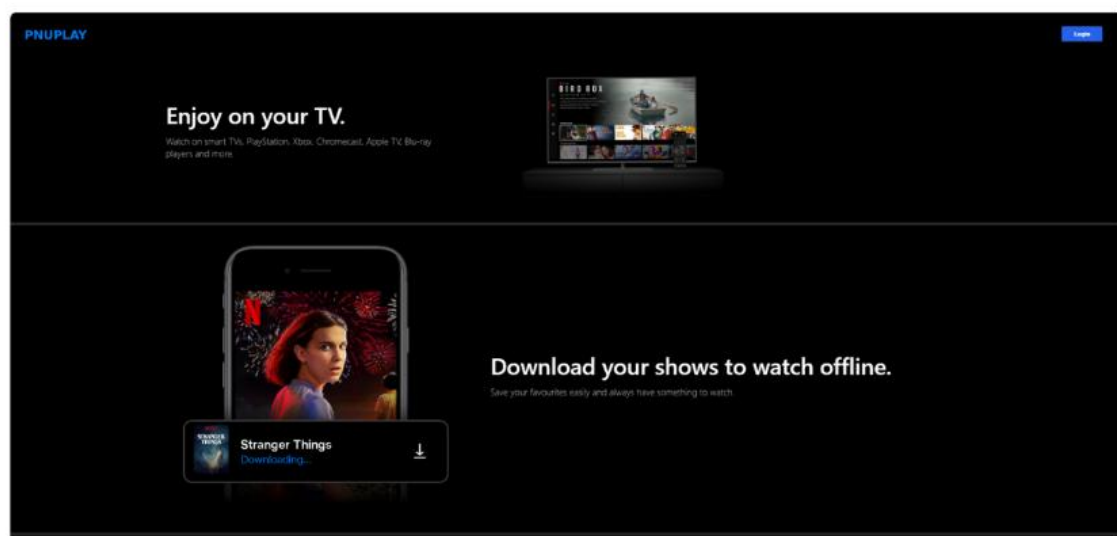 PNUPLAY
Login
Enjoy on your TV.
BIRD BOX
Watch on smart TVs, PlayStation, Xbox, Chromecast, Apple TV, Blu-ray
players and more.
N
Download your shows to watch offline.
Save your favourites easily and always have something to watch.
STRANGER
THINGS
Stranger Things
Downloading...